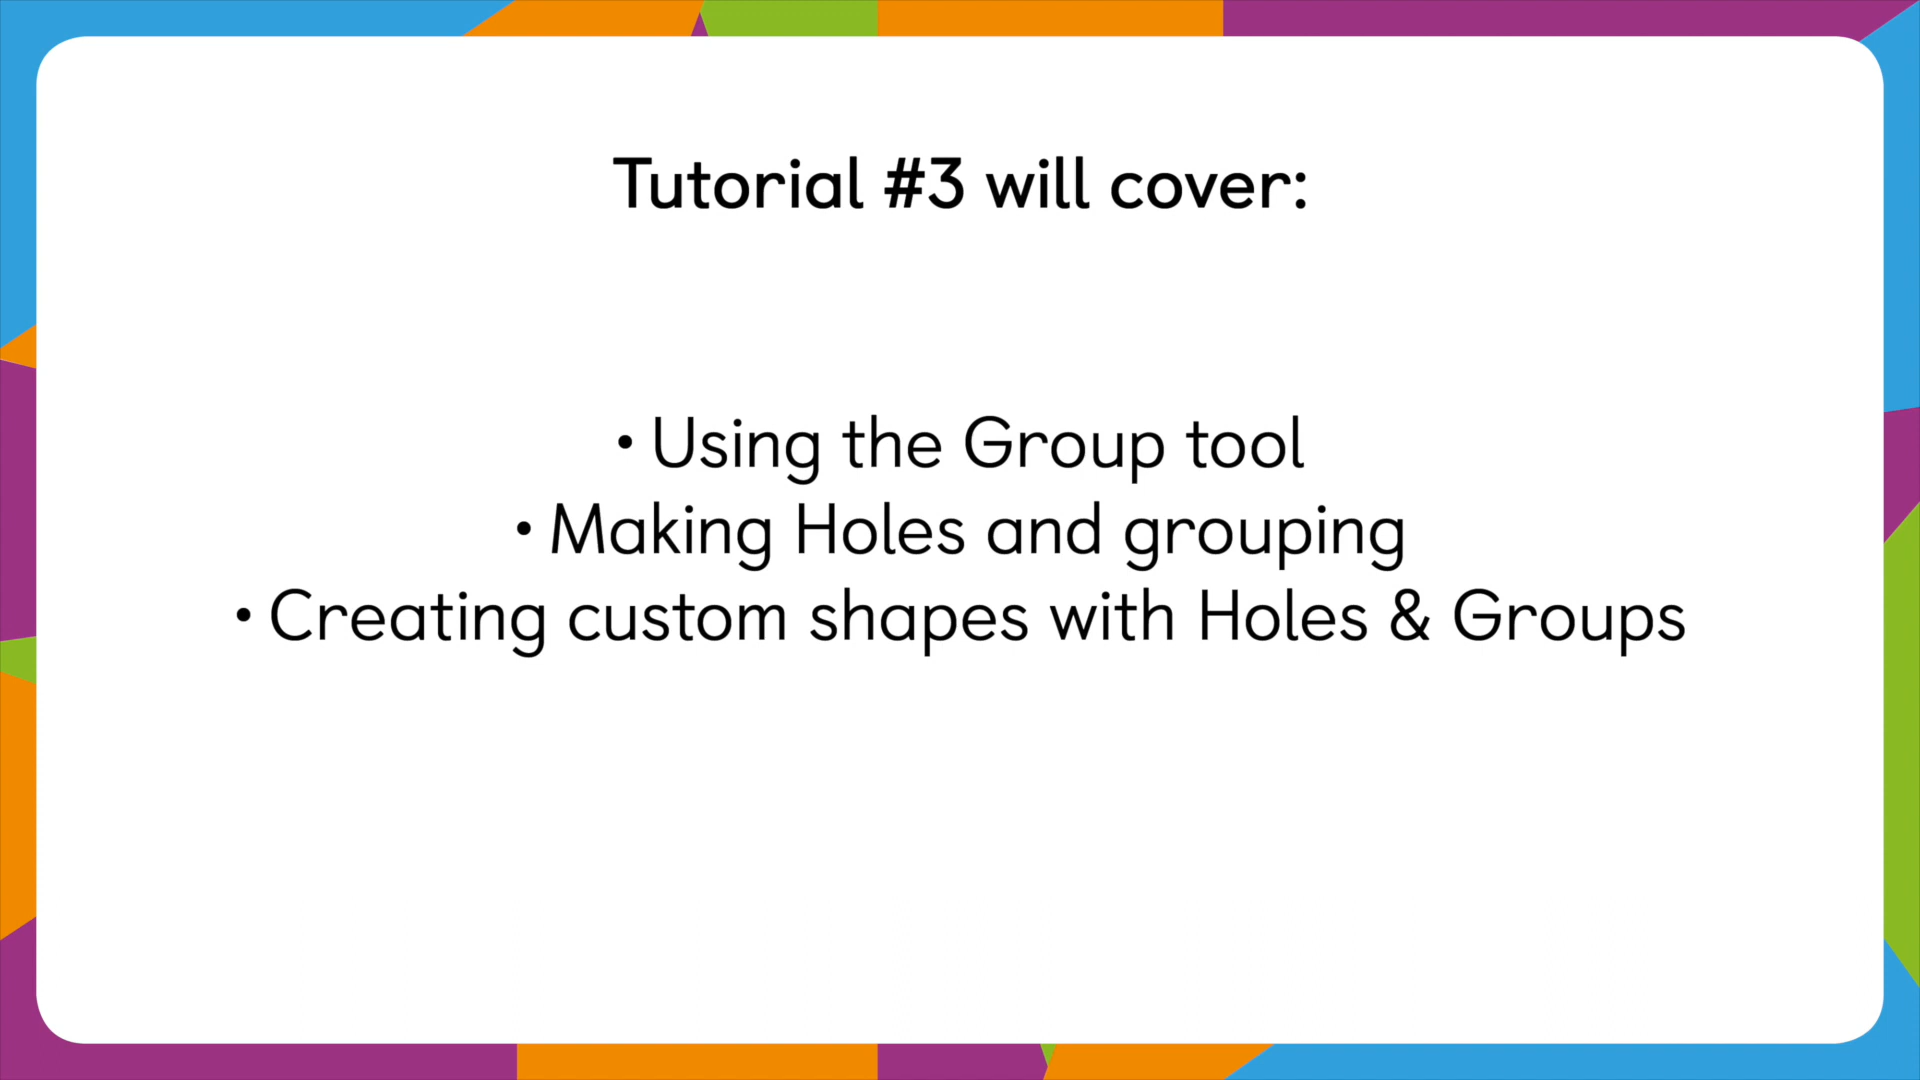 Tutorial #3 will cover:
• Using the Group tool
• Making Holes and grouping
• Creating custom shapes with Holes & Groups